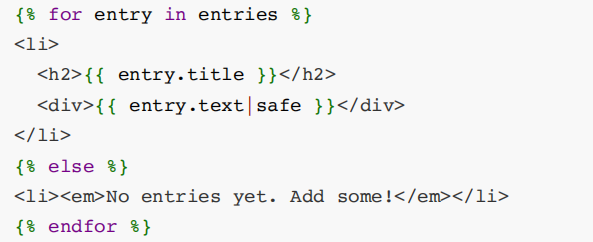 {% for entry in entries %}
<li>
  <h2>{{ entry.title }}</h2>
  <div>{{ entry.text|safe }}</div>
</li>
{% else %}
<li><em>No entries yet. Add some!</em></li>
{% endfor %}